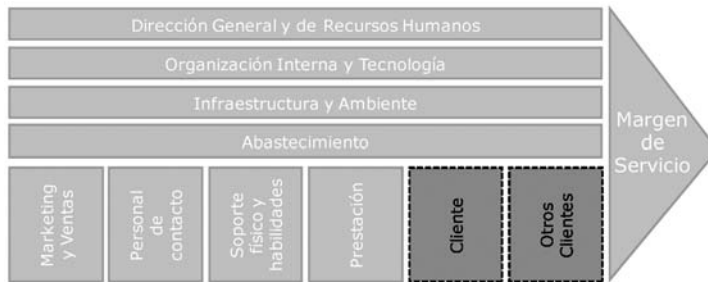 Dirección General y de Recursos Humanos
Organización Interna y Tecnología
Infraestructura y Ambiente
Abastecimiento
Marketing
y Ventas
Personal
de
contacto
Soporte
físico y
habilidades
Prestación
Cliente
Otros
Clientes
Margen
de
Servicio